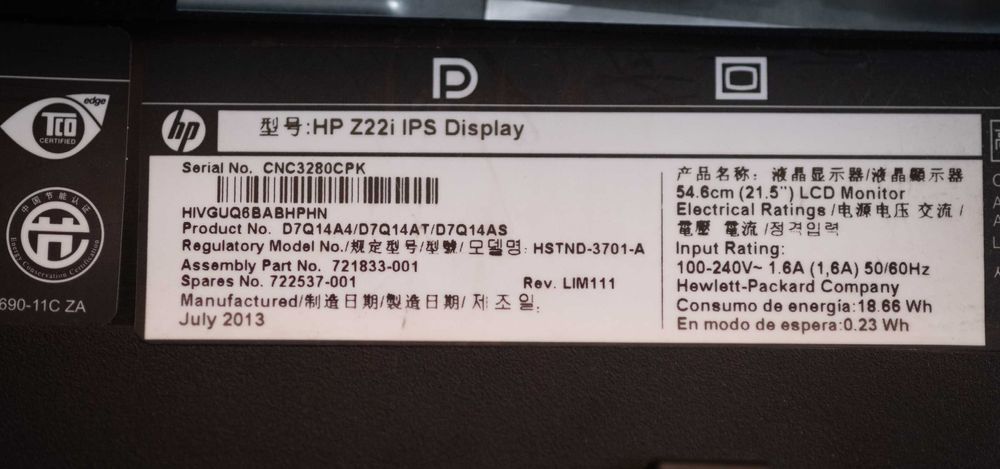 edge
TCO
CERTIFIED
中国节能认证
Energy Conservation Certification
690-11C ZA
hp
型号:HP Z22i IPS Display
Serial No. CNC3280CPK
HIVGUQ6BABHPHN
Product No. D7Q14A4/D7Q14AT/D7Q14AS
Regulatory Model No./规定型号/型號/모델명: HSTND-3701-A
Assembly Part No. 721833-001
Spares No. 722537-001 Rev. LIM111
Manufactured/制造日期/製造日期/제조일:
July 2013
产品名称: 液晶显示器/液晶顯示器
54.6cm (21.5") LCD Monitor
Electrical Ratings/电源电压 交流/
電壓 電流/정격입력
Input Rating:
100-240V~ 1.6A (1,6A) 50/60Hz
Hewlett-Packard Company
Consumo de energía:18.66 Wh
En modo de espera:0.23 Wh